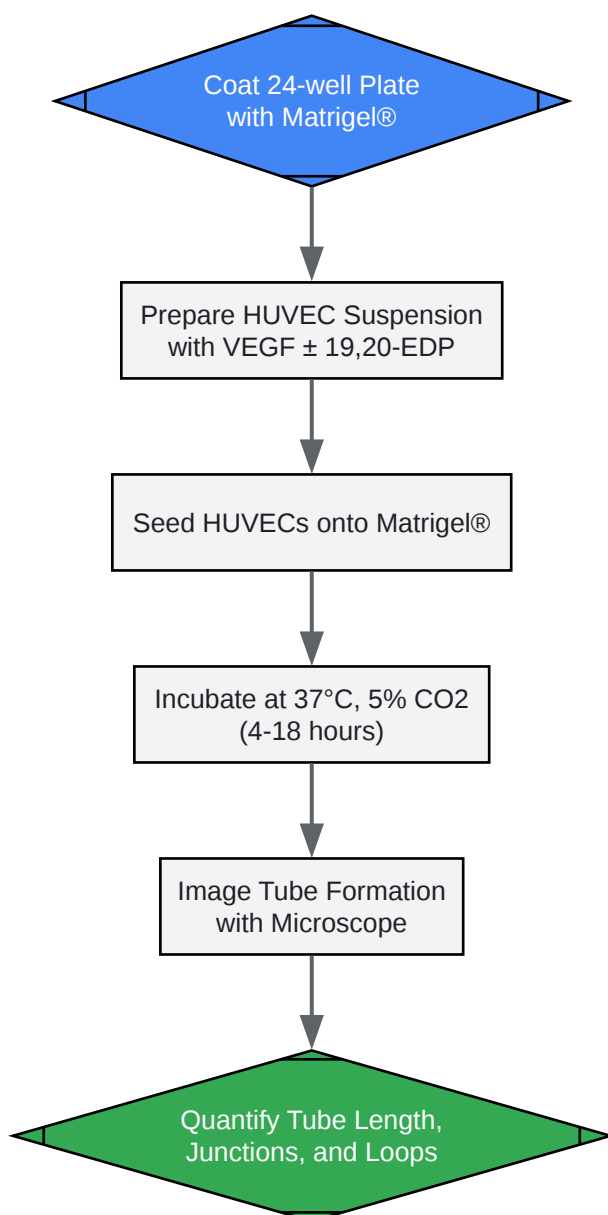 Coat 24-well Plate
with Matrigel®
Prepare HUVEC Suspension
with VEGF ± 19,20-EDP
Seed HUVECs onto Matrigel®
Incubate at 37°C, 5% CO2
(4-18 hours)
Image Tube Formation
with Microscope
Quantify Tube Length,
Junctions, and Loops